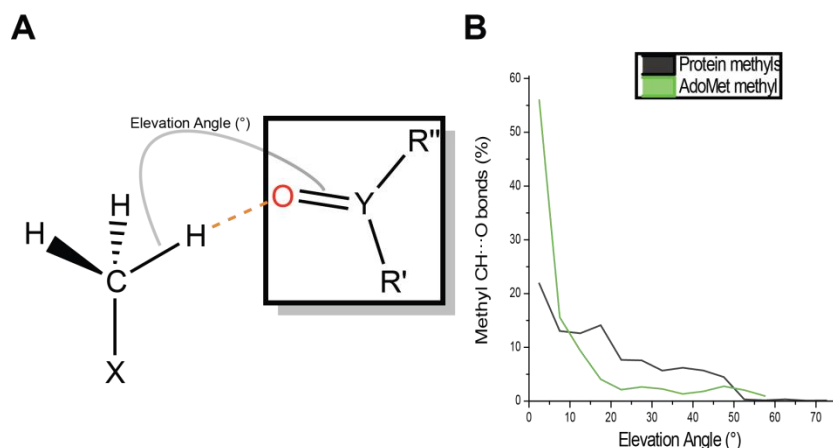 A
Elevation Angle (°)
R"
O
Y
H
H
H
C
R'
X
B
Protein methyls
AdoMet methyl
Methyl CH···O bonds (%)
60
50
40
30
20
10
0
0 10 20 30 40 50 60 70
Elevation Angle (°)